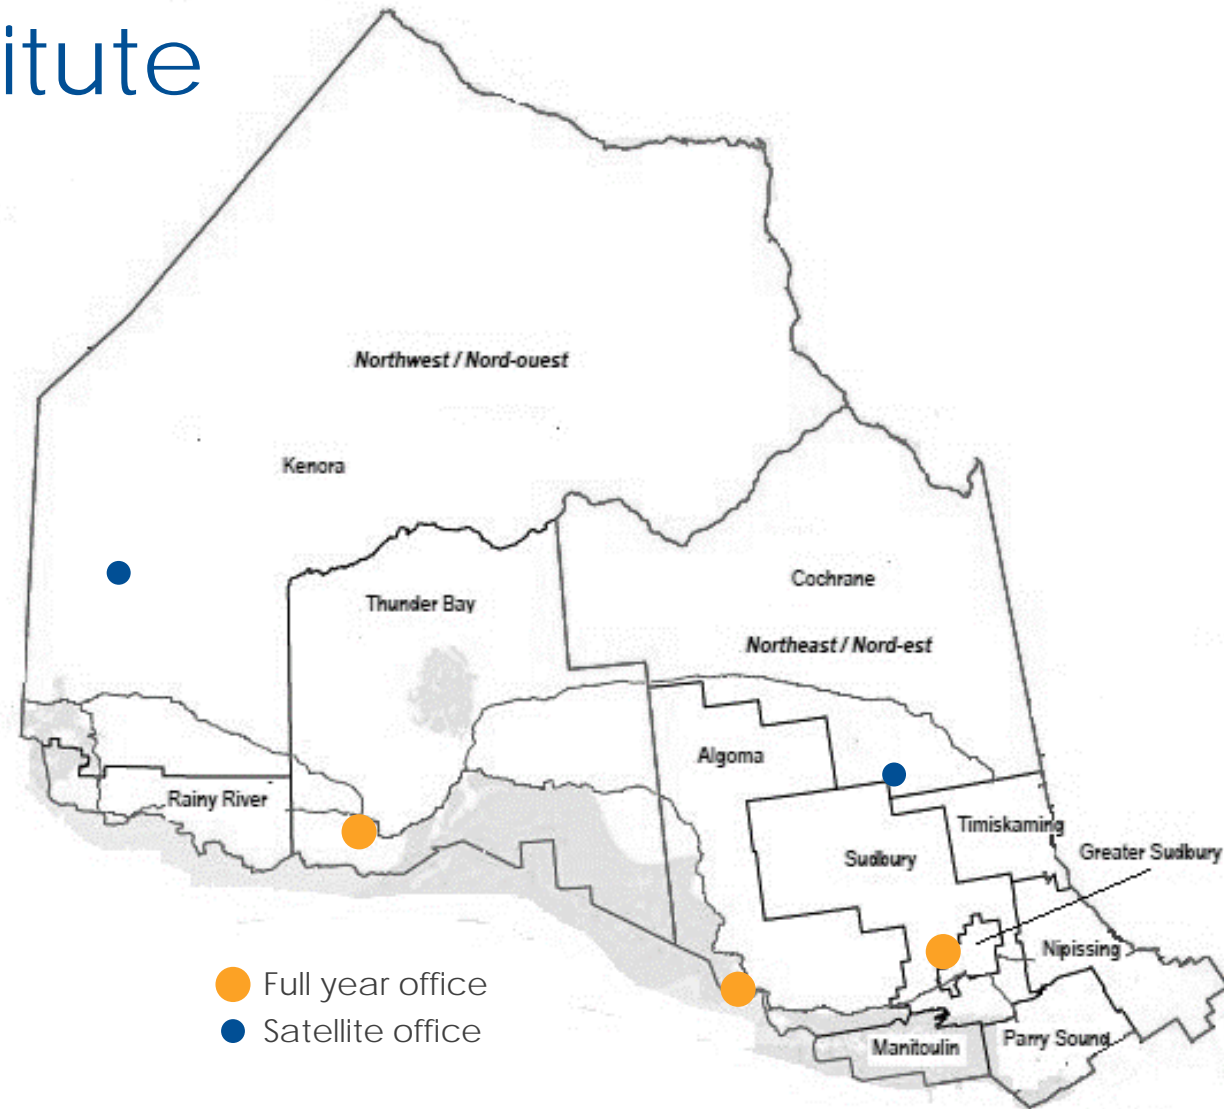 itute
Northwest / Nord-ouest
Kenora
Cochrane
Thunder Bay
Northeast / Nord-est
Algoma
Rainy River
Timiskaming
Greater Sudbury
Sudbury
Nipissing
Full year office
Satellite office
Parry Sound
Manitoulin